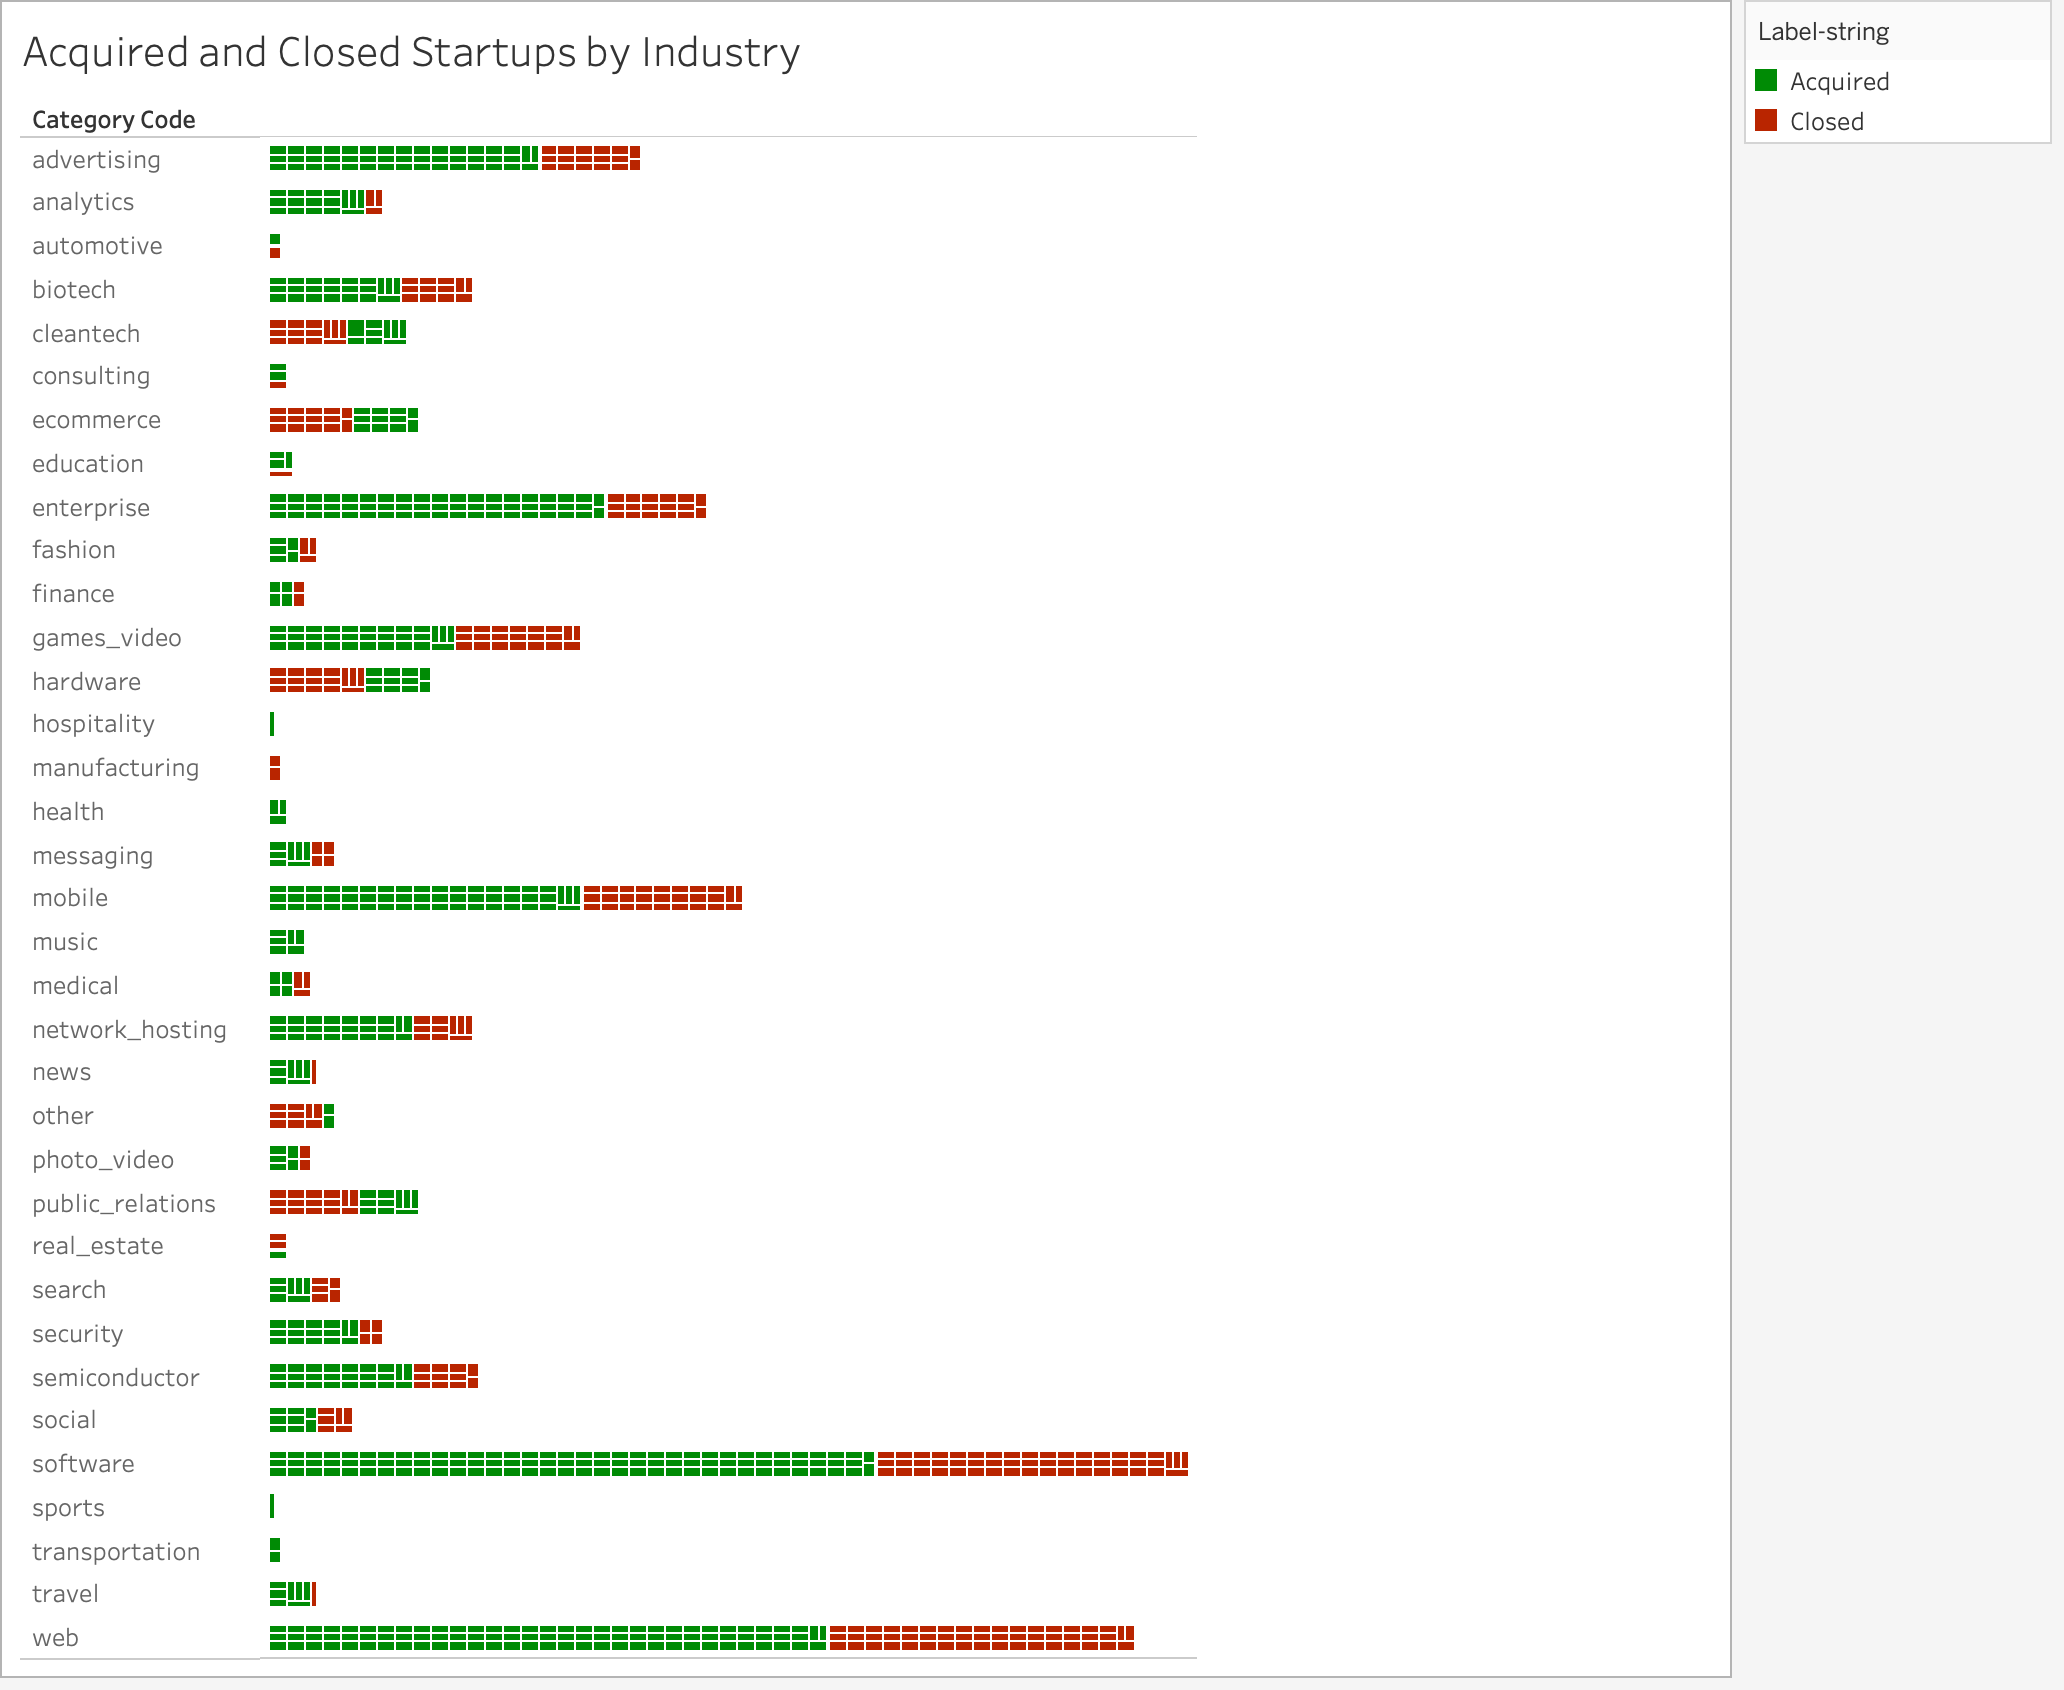 Acquired and Closed Startups by Industry
Label-string
Acquired
Closed
Category Code
advertising
analytics
automotive
biotech
cleantech
consulting
ecommerce
education
enterprise
fashion
finance
games_video
hardware
hospitality
manufacturing
health
messaging
mobile
music
medical
network_hosting
news
other
photo_video
public_relations
real_estate
search
security
semiconductor
social
software
sports
transportation
travel
web